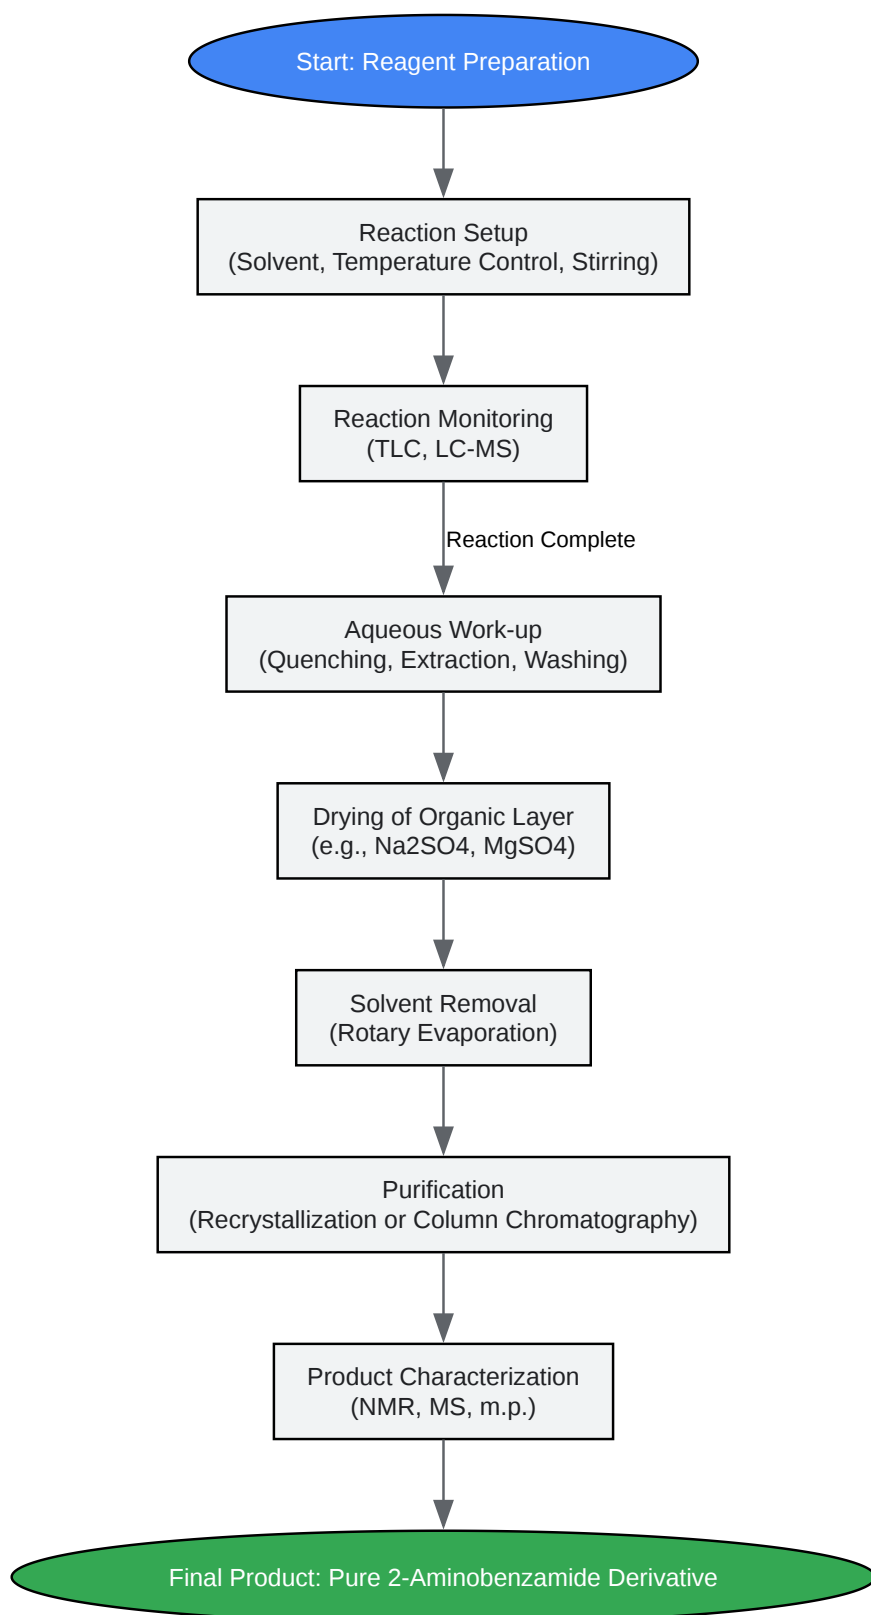 Start: Reagent Preparation
Reaction Setup
(Solvent, Temperature Control, Stirring)
Reaction Monitoring
(TLC, LC-MS)
Reaction Complete
Aqueous Work-up
(Quenching, Extraction, Washing)
Drying of Organic Layer
(e.g., Na2SO4, MgSO4)
Solvent Removal
(Rotary Evaporation)
Purification
(Recrystallization or Column Chromatography)
Product Characterization
(NMR, MS, m.p.)
Final Product: Pure 2-Aminobenzamide Derivative